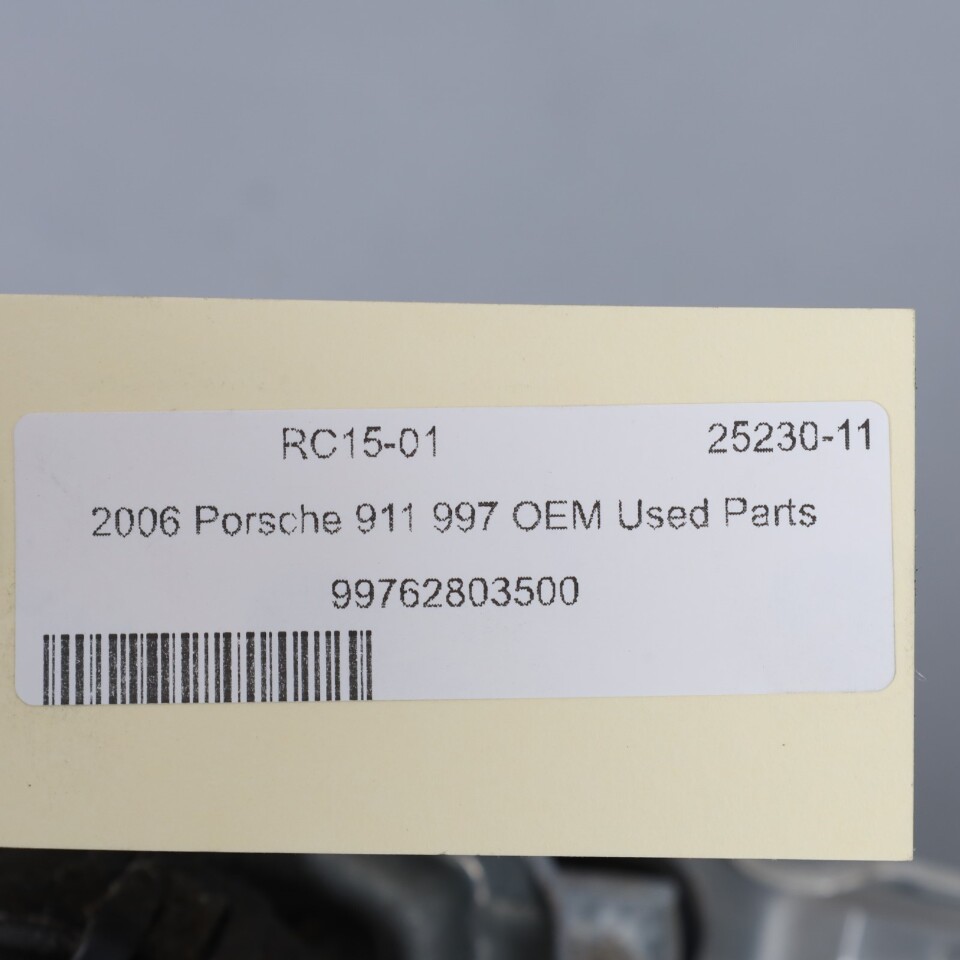 RC15-01 25230-11
2006 Porsche 911 997 OEM Used Parts
99762803500